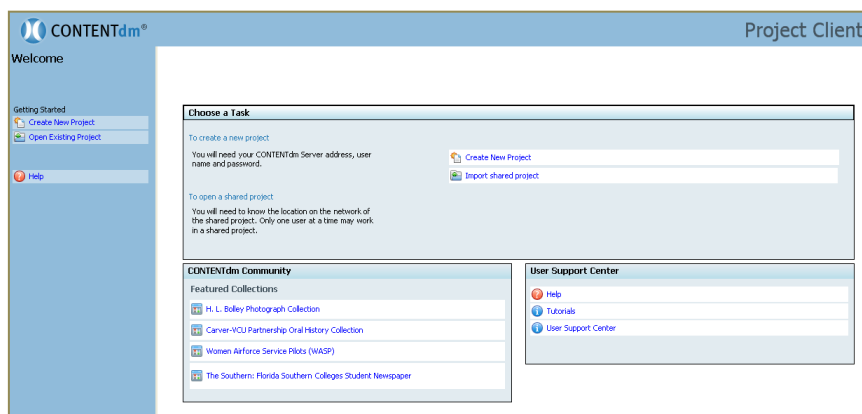 CONTENTdm®
Project Client
Welcome
Getting Started
Create New Project
Open Existing Project
Help
Choose a Task
To create a new project
You will need your CONTENTdm Server address, user
name and password.
Create New Project
Import shared project
To open a shared project
You will need to know the location on the network of
the shared project. Only one user at a time may work
in a shared project.
CONTENTdm Community
Featured Collections
H. L. Bolley Photograph Collection
Carver-VCU Partnership Oral History Collection
Women Airforce Service Pilots (WASP)
The Southern: Florida Southern Colleges Student Newspaper
User Support Center
Help
Tutorials
User Support Center